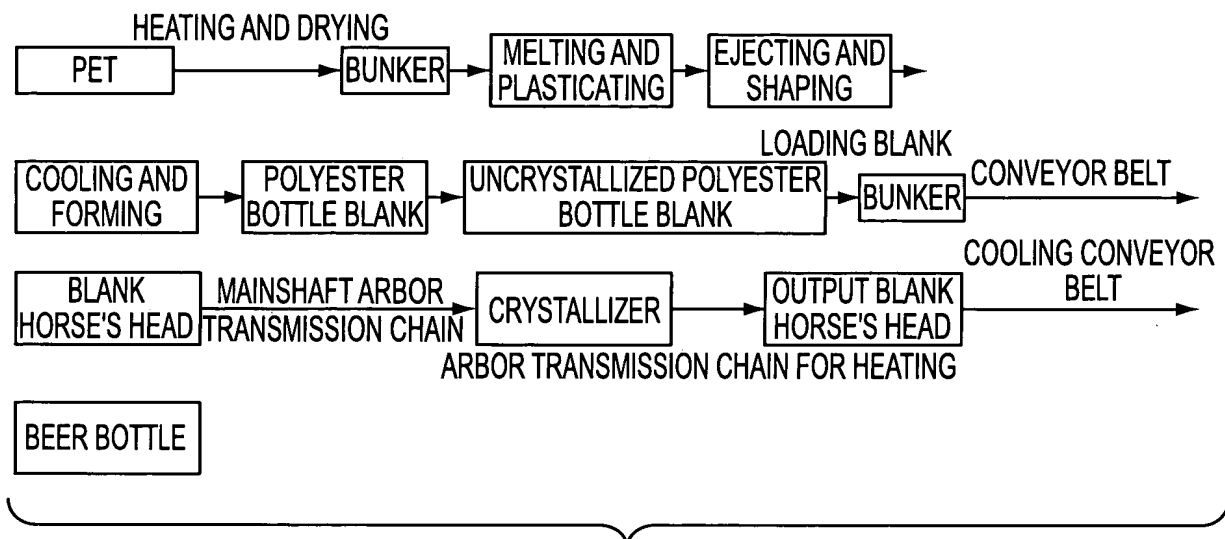 HEATING AND DRYING
PET
BUNKER
MELTING AND
PLASTICATING
EJECTING AND
SHAPING
COOLING AND
FORMING
POLYESTER
BOTTLE BLANK
UNCRYSTALLIZED POLYESTER
BOTTLE BLANK
LOADING BLANK
BUNKER
CONVEYOR BELT
BLANK
HORSE'S HEAD
MAINSHAFT ARBOR
TRANSMISSION CHAIN
CRYSTALLIZER
ARBOR TRANSMISSION CHAIN FOR HEATING
OUTPUT BLANK
HORSE'S HEAD
COOLING CONVEYOR
BELT
BEER BOTTLE